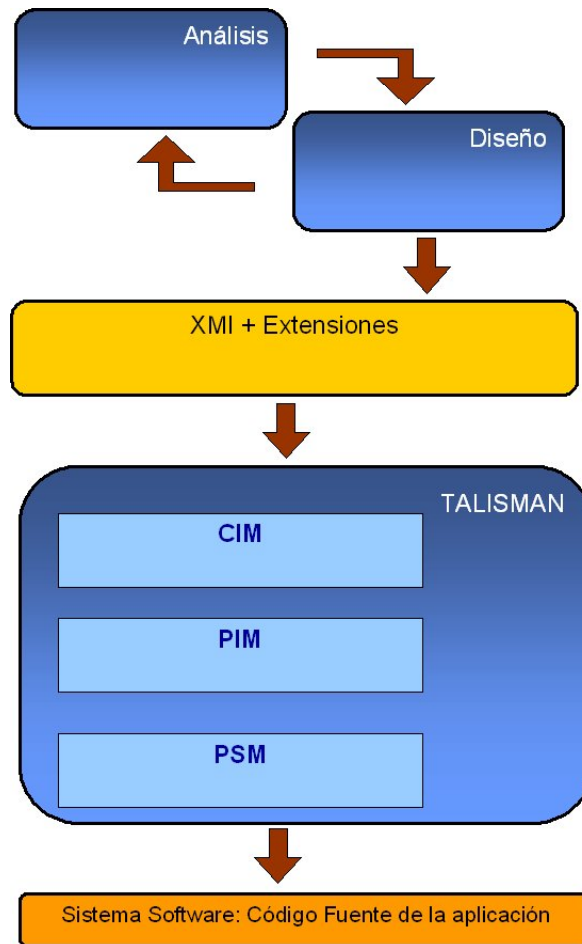 Análisis
Diseño
XMI + Extensiones
TALISMAN
CIM
PIM
PSM
Sistema Software: Código Fuente de la aplicación